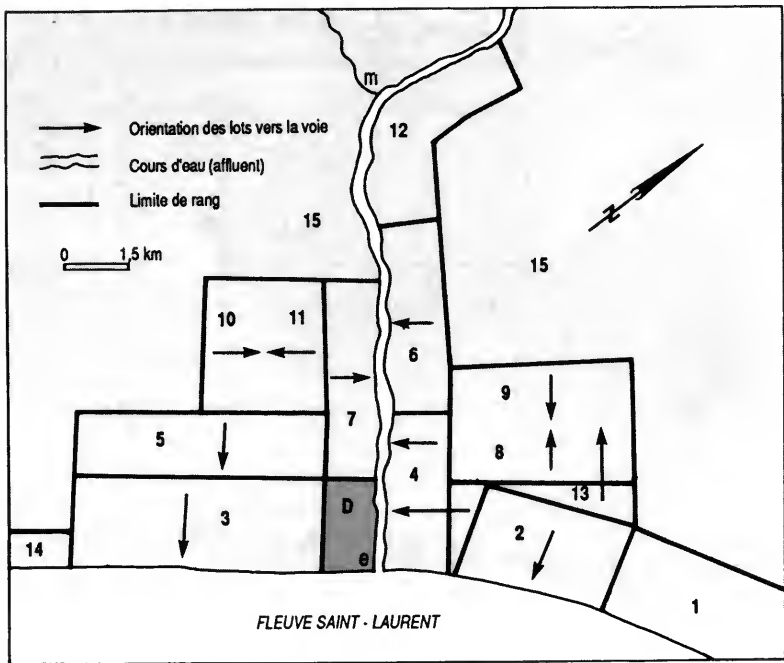 m
Orientation des lots vers la voie
12
Cours d'eau (affluent)
Limite de rang
N
15
0 1,5 km
15
10 11
6
9
7
5
8
4
D
13
3
2
14
e
1
FLEUVE SAINT - LAURENT